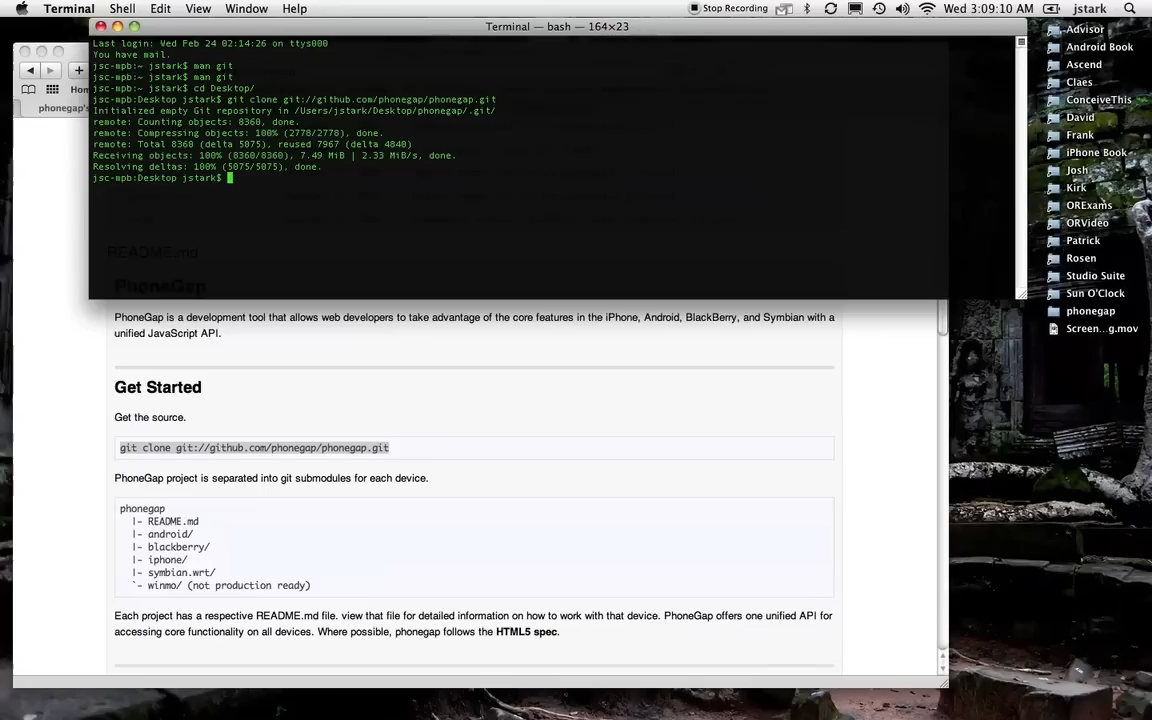 Terminal Shell Edit View Window Help Stop Recording Wed 3:09:10 AM jstark
Terminal — bash — 164×23
Last login: Wed Feb 24 02:14:26 on ttys000
You have mail.
jsc-mpb:~ jstark$ man git
jsc-mpb:~ jstark$ man git
jsc-mpb:~ jstark$ cd Desktop/
jsc-mpb:Desktop jstark$ git clone git://github.com/phonegap/phonegap.git
Initialized empty Git repository in /Users/jstark/Desktop/phonegap/.git/
remote: Counting objects: 8360, done.
remote: Compressing objects: 100% (2778/2778), done.
remote: Total 8360 (delta 5075), reused 7967 (delta 4840)
Receiving objects: 100% (8360/8360), 7.49 MiB | 2.33 MiB/s, done.
Resolving deltas: 100% (5075/5075), done.
jsc-mpb:Desktop jstark$
Hom
phonegap's
README.md
PhoneGap
PhoneGap is a development tool that allows web developers to take advantage of the core features in the iPhone, Android, BlackBerry, and Symbian with a
unified JavaScript API.
Get Started
Get the source.
git clone git://github.com/phonegap/phonegap.git
PhoneGap project is separated into git submodules for each device.
phonegap
|- README.md
|- android/
|- blackberry/
|- iphone/
|- symbian.wrt/
`- winmo/ (not production ready)
Each project has a respective README.md file. view that file for detailed information on how to work with that device. PhoneGap offers one unified API for
accessing core functionality on all devices. Where possible, phonegap follows the HTML5 spec.
Advisor
Android Book
Ascend
Claes
ConceiveThis
David
Frank
iPhone Book
Josh
Kirk
ORExams
ORVideo
Patrick
Rosen
Studio Suite
Sun O'Clock
phonegap
Screen...g.mov